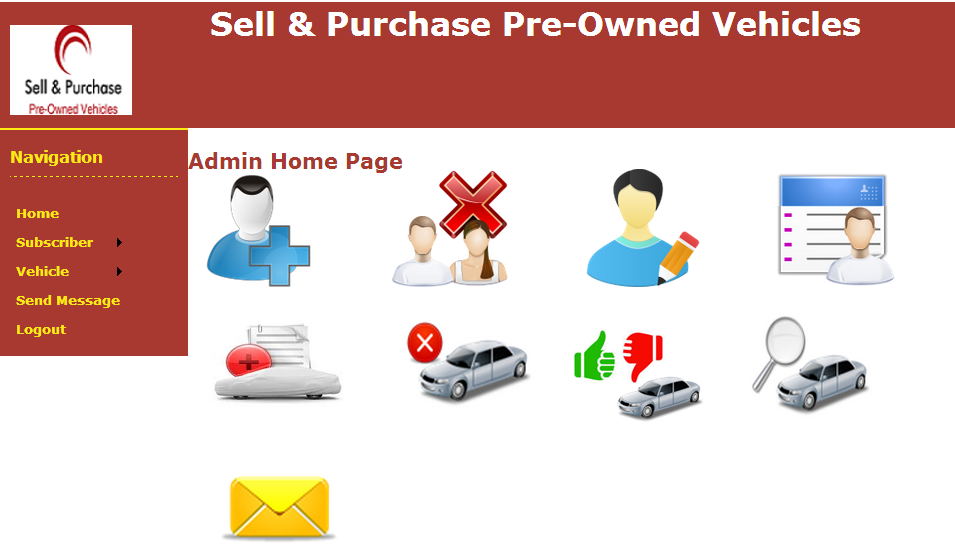 Sell & Purchase Pre-Owned Vehicles
Sell & Purchase
Pre-Owned Vehicles
Navigation
Admin Home Page
Home
Subscriber
Vehicle
Send Message
Logout